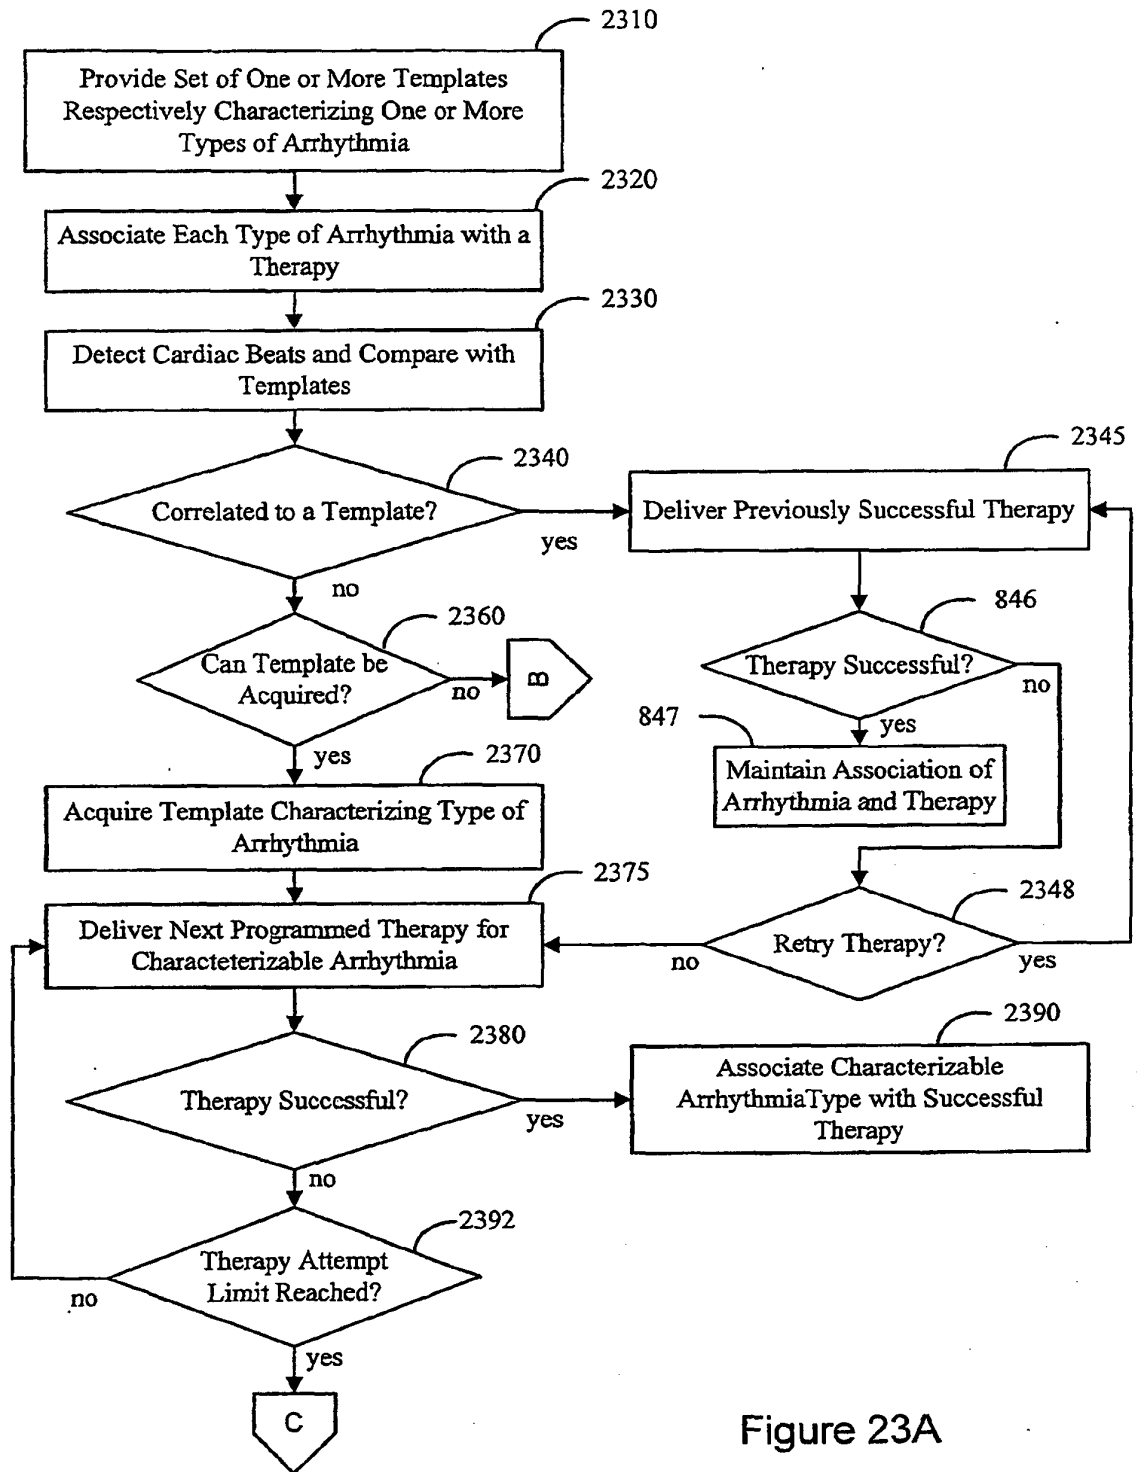 2310
Provide Set of One or More Templates
Respectively Characterizing One or More
Types of Arrhythmia
2320
Associate Each Type of Arrhythmia with a
Therapy
2330
Detect Cardiac Beats and Compare with
Templates
2340
Correlated to a Template?
yes
no
2345
Deliver Previously Successful Therapy
846
Therapy Successful?
no
yes
847
Maintain Association of
Arrhythmia and Therapy
2360
Can Template be
Acquired?
no
B
yes
2370
Acquire Template Characterizing Type of
Arrhythmia
2375
Deliver Next Programmed Therapy for
Characteterizable Arrhythmia
2348
Retry Therapy?
no
yes
2380
Therapy Successful?
yes
no
2390
Associate Characterizable
ArrhythmiaType with Successful
Therapy
2392
Therapy Attempt
Limit Reached?
no
yes
C
Figure 23A